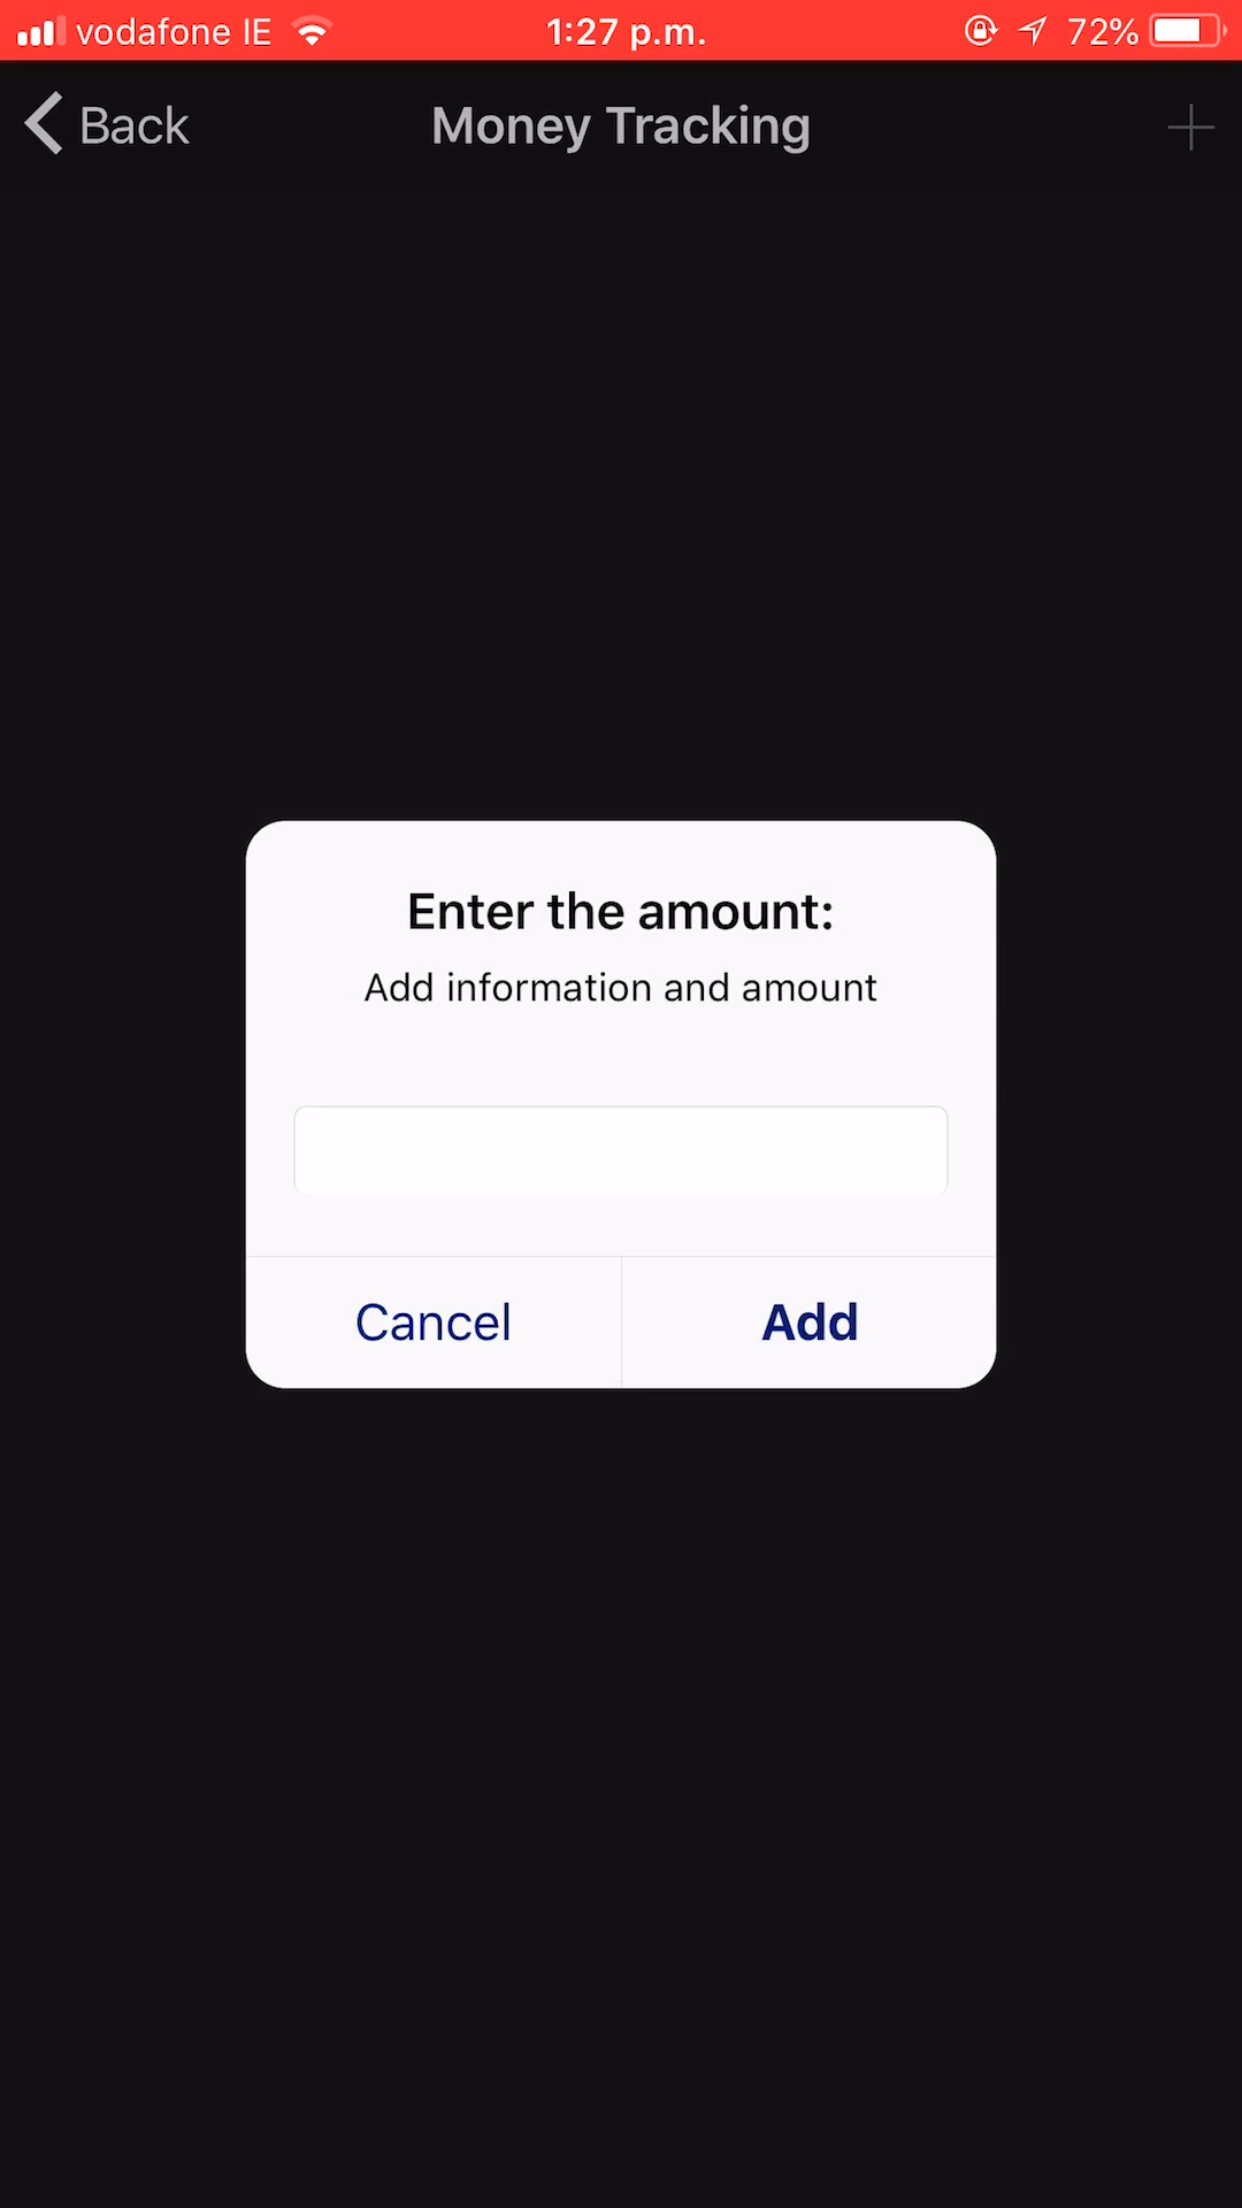 vodafone IE 1:27 p.m. 72%
Back Money Tracking
Enter the amount:
Add information and amount
Cancel Add